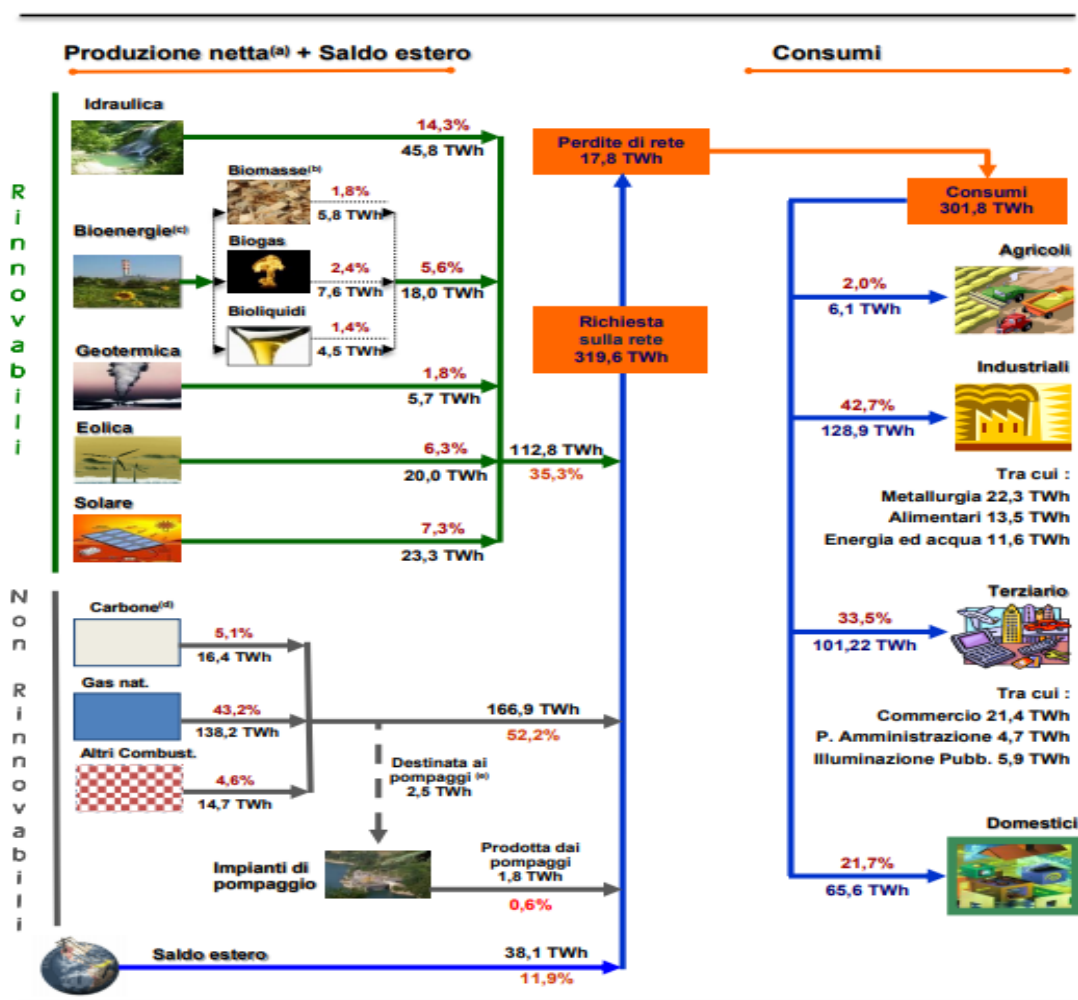 Produzione netta(a) + Saldo estero
Consumi
Rinnovabili
Idraulica
14,3%
45,8 TWh
Bioenergie(c)
Biomasse(b)
1,8%
5,8 TWh
Biogas
2,4%
7,6 TWh
Bioliquidi
1,4%
4,5 TWh
5,6%
18,0 TWh
Geotermica
1,8%
5,7 TWh
Eolica
6,3%
20,0 TWh
112,8 TWh
35,3%
Solare
7,3%
23,3 TWh
Non Rinnovabili
Carbone(d)
5,1%
16,4 TWh
Gas nat.
43,2%
138,2 TWh
Altri Combust.
4,6%
14,7 TWh
166,9 TWh
52,2%
Destinata ai
pompaggi (e)
2,5 TWh
Impianti di
pompaggio
Prodotta dai
pompaggi
1,8 TWh
0,6%
Saldo estero
38,1 TWh
11,9%
Perdite di rete
17,8 TWh
Richiesta
sulla rete
319,6 TWh
Consumi
301,8 TWh
Agricoli
2,0%
6,1 TWh
Industriali
42,7%
128,9 TWh
Tra cui :
Metallurgia 22,3 TWh
Alimentari 13,5 TWh
Energia ed acqua 11,6 TWh
Terziario
33,5%
101,22 TWh
Tra cui :
Commercio 21,4 TWh
P. Amministrazione 4,7 TWh
Illuminazione Pubb. 5,9 TWh
Domestici
21,7%
65,6 TWh